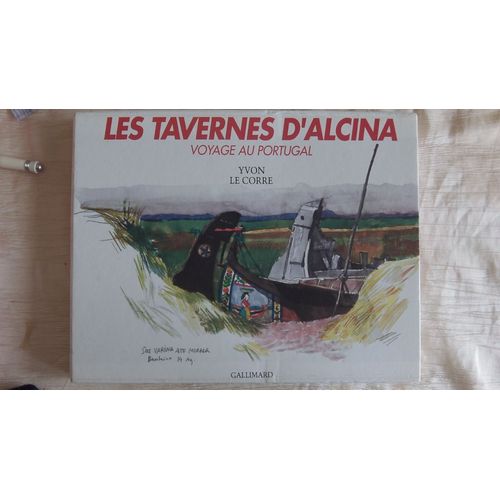 LES TAVERNES D'ALCINA
VOYAGE AU PORTUGAL
YVON
LE CORRE
GALLIMARD